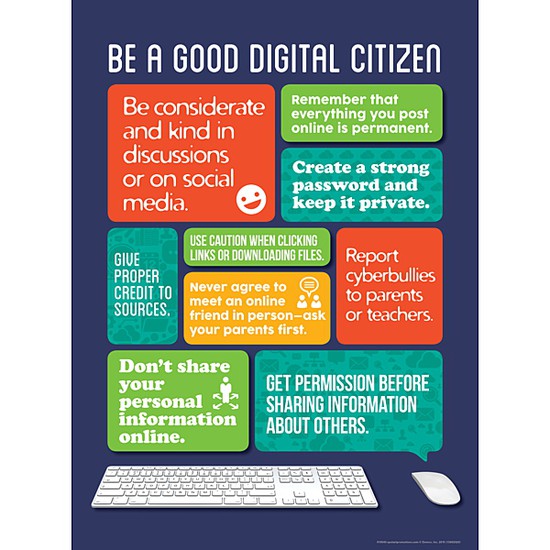 BE A GOOD DIGITAL CITIZEN
Be considerate
and kind in
discussions
or on social
media.
Remember that
everything you post
online is permanent.
Create a strong
password and
keep it private.
GIVE
PROPER
CREDIT TO
SOURCES.
USE CAUTION WHEN CLICKING
LINKS OR DOWNLOADING FILES.
Never agree to
meet an online
friend in person—ask
your parents first.
Report
cyberbullies
to parents
or teachers.
Don't share
your
personal
information
online.
GET PERMISSION BEFORE
SHARING INFORMATION
ABOUT OTHERS.